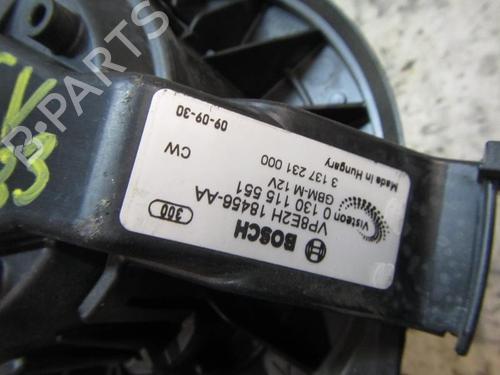 BOSCH
VP8E2H 18456-AA
Visteon 0 130 115 551
GBM-M 12V
3 137 231 000
Made in Hungary
300
CW
09-09-30
B-PARTS